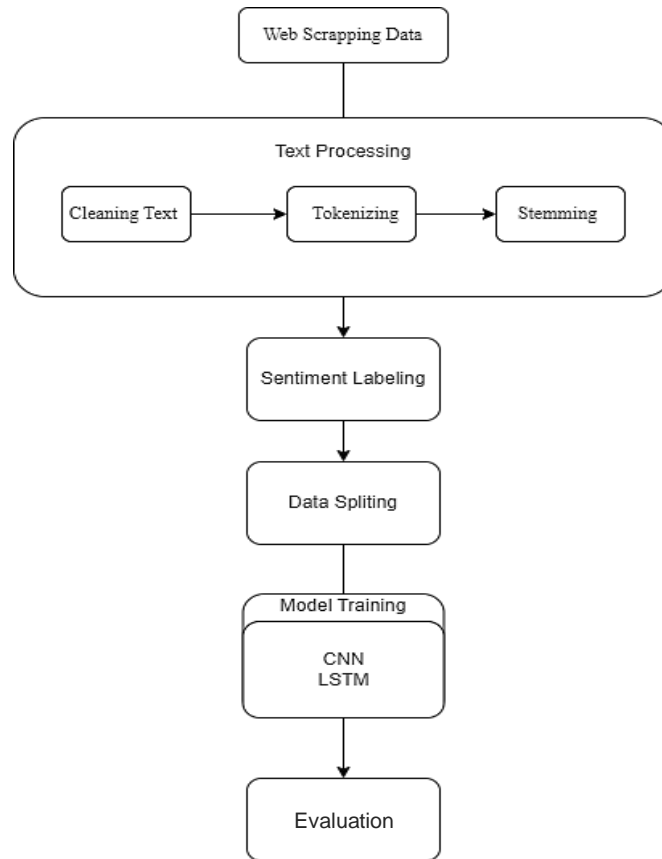 Web Scrapping Data
Text Processing
Cleaning Text
Tokenizing
Stemming
Sentiment Labeling
Data Spliting
Model Training
CNN
LSTM
Evaluation